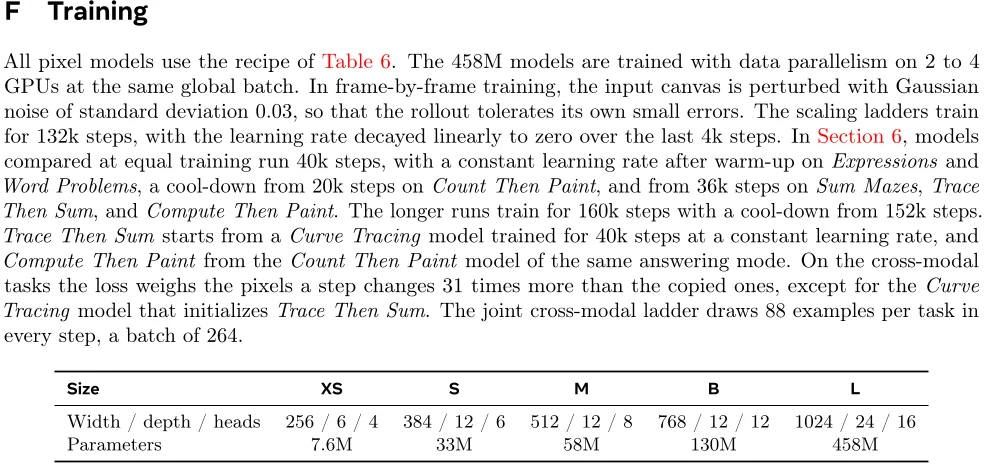 F Training
All pixel models use the recipe of Table 6. The 458M models are trained with data parallelism on 2 to 4
GPUs at the same global batch. In frame-by-frame training, the input canvas is perturbed with Gaussian
noise of standard deviation 0.03, so that the rollout tolerates its own small errors. The scaling ladders train
for 132k steps, with the learning rate decayed linearly to zero over the last 4k steps. In Section 6, models
compared at equal training run 40k steps, with a constant learning rate after warm-up on Expressions and
Word Problems, a cool-down from 20k steps on Count Then Paint, and from 36k steps on Sum Mazes, Trace
Then Sum, and Compute Then Paint. The longer runs train for 160k steps with a cool-down from 152k steps.
Trace Then Sum starts from a Curve Tracing model trained for 40k steps at a constant learning rate, and
Compute Then Paint from the Count Then Paint model of the same answering mode. On the cross-modal
tasks the loss weighs the pixels a step changes 31 times more than the copied ones, except for the Curve
Tracing model that initializes Trace Then Sum. The joint cross-modal ladder draws 88 examples per task in
every step, a batch of 264.
Size XS S M B L
Width / depth / heads 256 / 6 / 4 384 / 12 / 6 512 / 12 / 8 768 / 12 / 12 1024 / 24 / 16
Parameters 7.6M 33M 58M 130M 458M